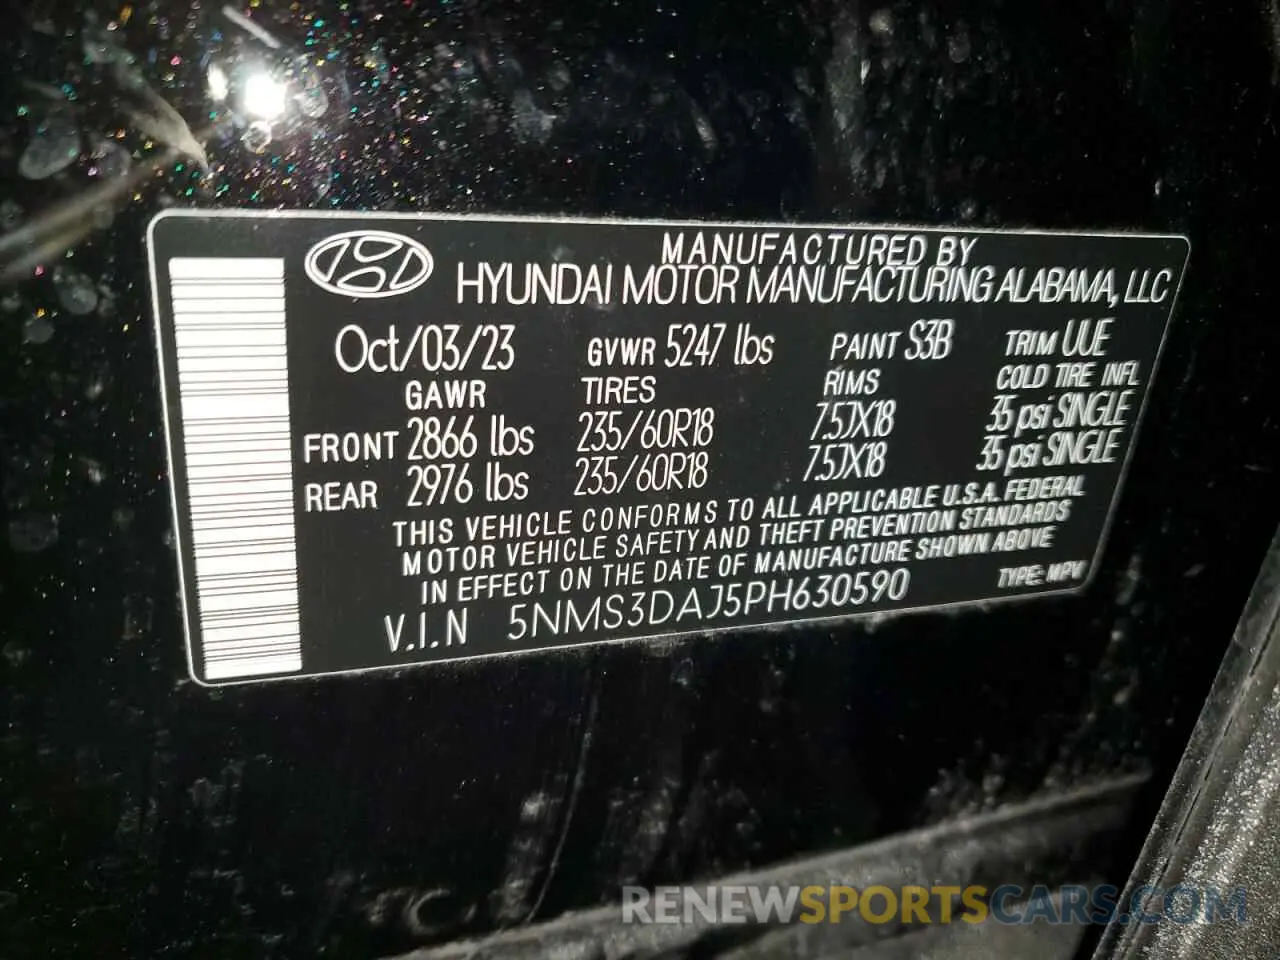 MANUFACTURED BY
HYUNDAI MOTOR MANUFACTURING ALABAMA, LLC
Oct/03/23 GVWR 5247 lbs PAINT S3B TRIM UUE
GAWR TIRES RIMS COLD TIRE INFL
FRONT 2866 lbs 235/60R18 7.5JX18 35 psi SINGLE
REAR 2976 lbs 235/60R18 7.5JX18 35 psi SINGLE
THIS VEHICLE CONFORMS TO ALL APPLICABLE U.S.A. FEDERAL
MOTOR VEHICLE SAFETY AND THEFT PREVENTION STANDARDS
IN EFFECT ON THE DATE OF MANUFACTURE SHOWN ABOVE
V.I.N 5NMS3DAJ5PH630590 TYPE: MPV
RENEWSPORTSCARS.COM